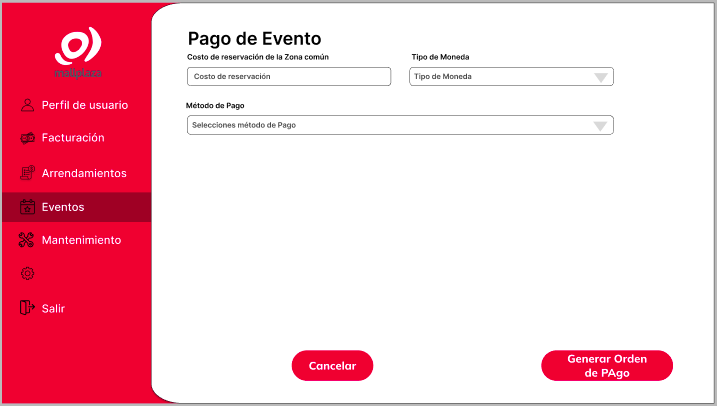 Pago de Evento
Costo de reservación de la Zona común
Tipo de Moneda
Costo de reservación
Tipo de Moneda
Método de Pago
Selecciones método de Pago
Perfil de usuario
Facturación
Arrendamientos
Eventos
Mantenimiento
Salir
Cancelar
Generar Orden
de PAgo